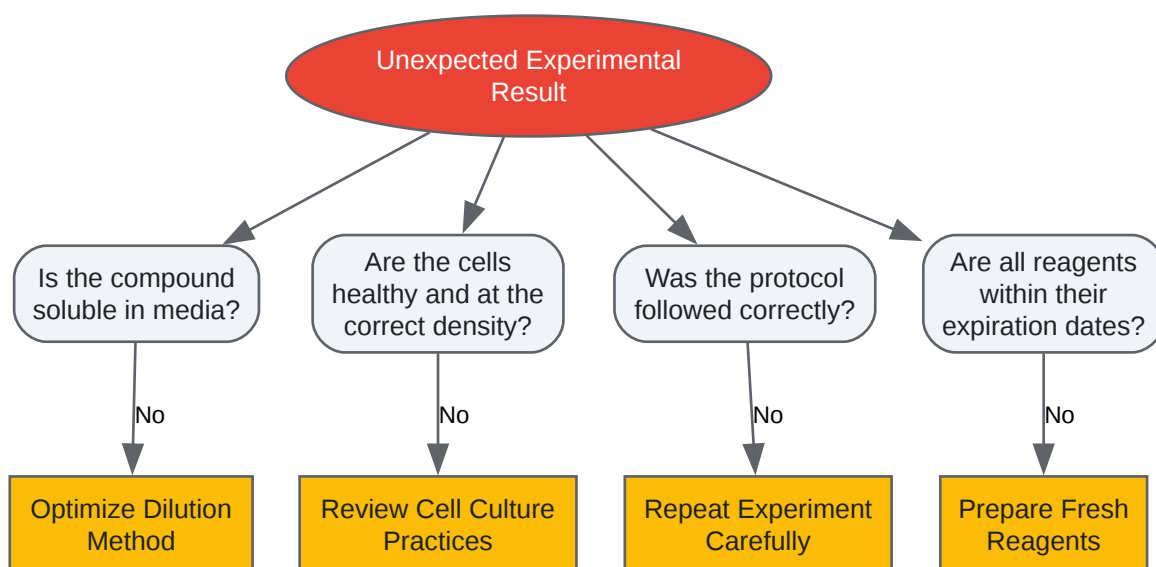 Unexpected Experimental
Result
Is the compound
soluble in media?
Are the cells
healthy and at the
correct density?
Was the protocol
followed correctly?
Are all reagents
within their
expiration dates?
No
No
No
No
Optimize Dilution
Method
Review Cell Culture
Practices
Repeat Experiment
Carefully
Prepare Fresh
Reagents